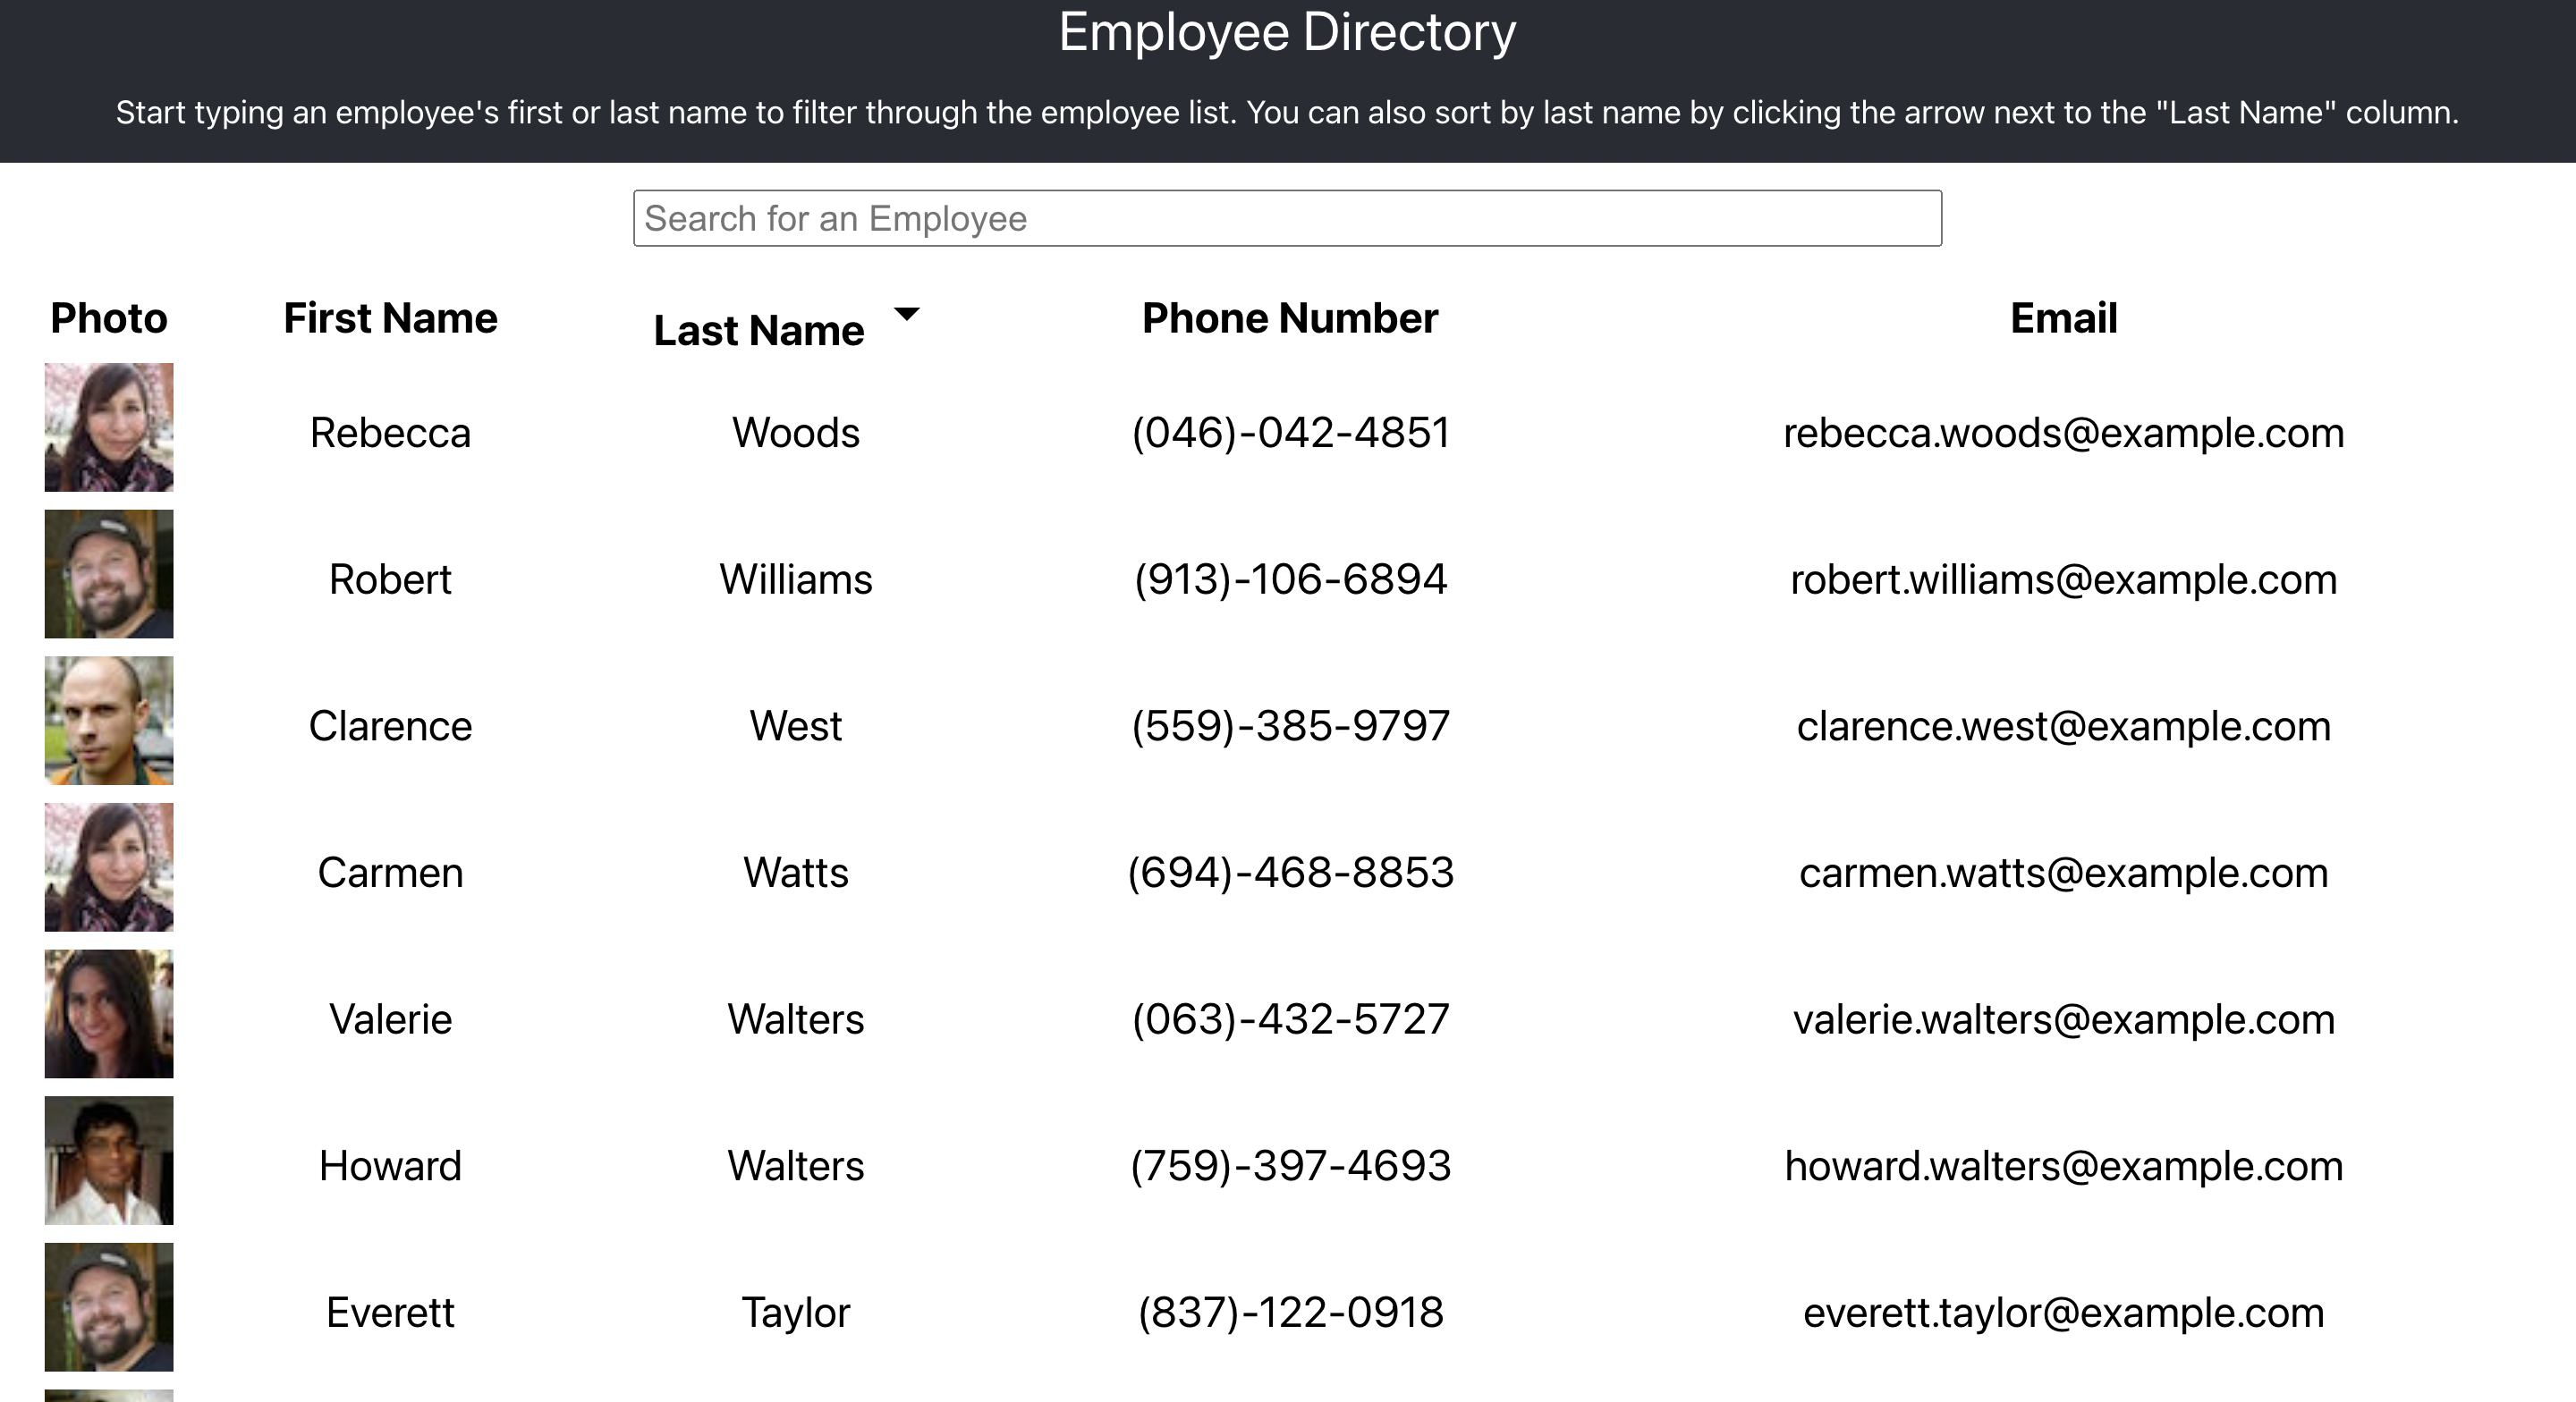 Employee Directory
Start typing an employee's first or last name to filter through the employee list. You can also sort by last name by clicking the arrow next to the "Last Name" column.
Search for an Employee
Photo First Name Last Name Phone Number Email
Rebecca Woods (046)-042-4851 rebecca.woods@example.com
Robert Williams (913)-106-6894 robert.williams@example.com
Clarence West (559)-385-9797 clarence.west@example.com
Carmen Watts (694)-468-8853 carmen.watts@example.com
Valerie Walters (063)-432-5727 valerie.walters@example.com
Howard Walters (759)-397-4693 howard.walters@example.com
Everett Taylor (837)-122-0918 everett.taylor@example.com